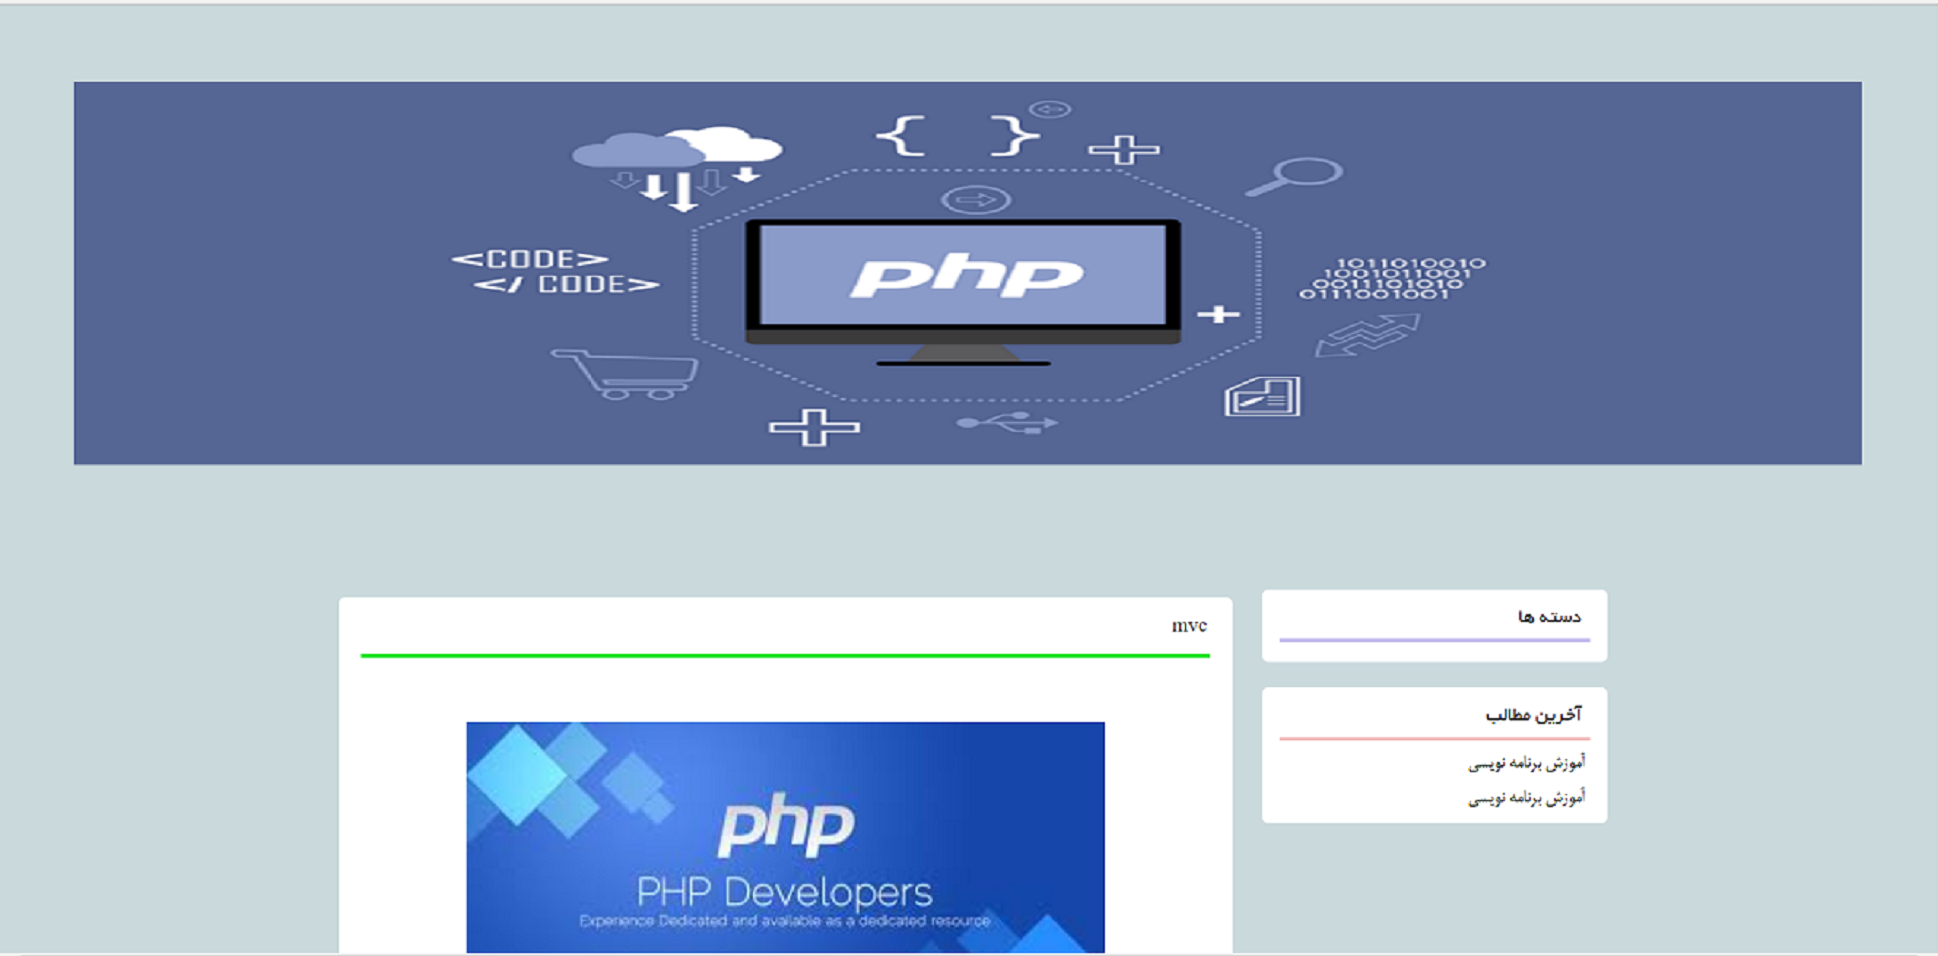 { }
<CODE>
</ CODE>
php
1011010010
1001011001
0011101010
0111001001
دسته ها
آخرین مطالب
آموزش برنامه نویسی
آموزش برنامه نویسی
mvc
php
PHP Developers
Experience Dedicated and available as a dedicated resource